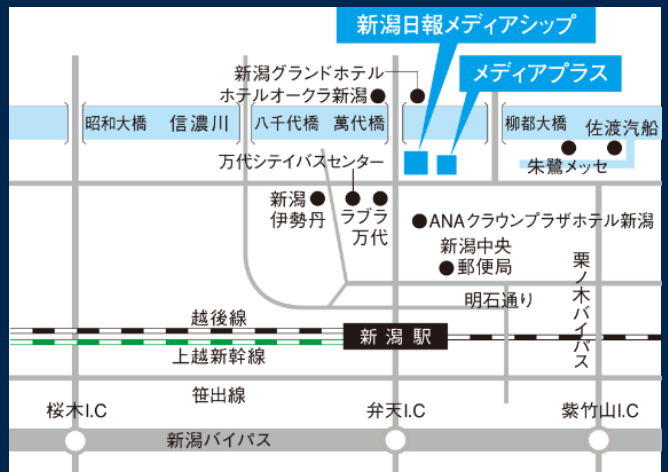 新潟日報メディアシップ
新潟グランドホテル
メディアプラス
ホテルオークラ新潟
昭和大橋
信濃川
八千代橋
萬代橋
柳都大橋
佐渡汽船
朱鷺メッセ
万代シテイバスセンター
新潟
伊勢丹
ラブラ
万代
ANAクラウンプラザホテル新潟
新潟中央
郵便局
栗ノ木バイパス
明石通り
越後線
新潟駅
上越新幹線
笹出線
桜木I.C
弁天I.C
紫竹山I.C
新潟バイパス